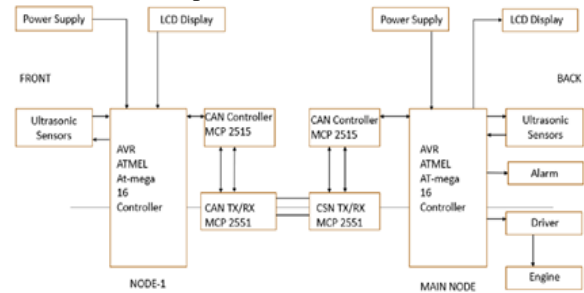 Power Supply
LCD Display
Power Supply
LCD Display
FRONT
BACK
Ultrasonic
Sensors
AVR
ATMEL
At-mega
16
Controller
CAN Controller
MCP 2515
CAN Controller
MCP 2515
AVR
ATMEL
AT-mega
16
Controller
Ultrasonic
Sensors
Alarm
CAN TX/RX
MCP 2551
CSN TX/RX
MCP 2551
Driver
Engine
NODE-1
MAIN NODE